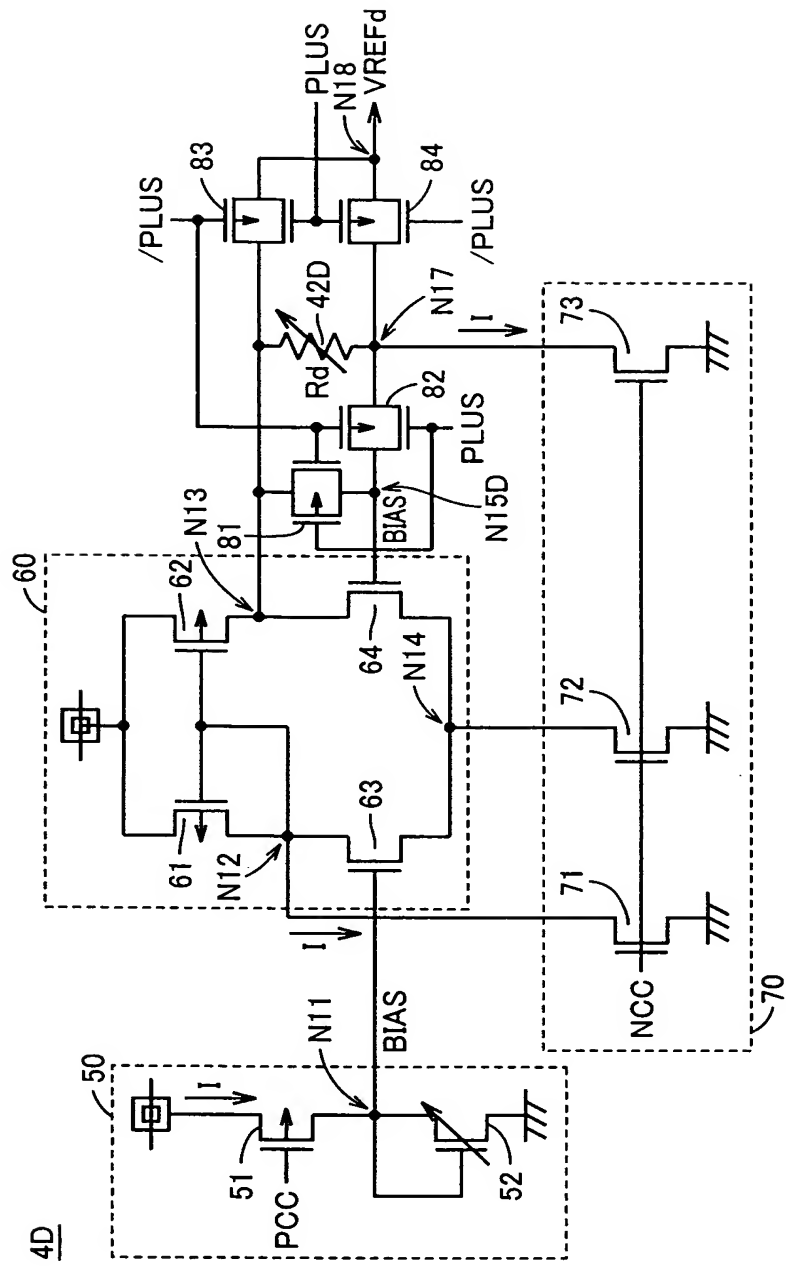 4D
50
I
51
PCC
N11
52
BIAS
60
61
62
N12
N13
I
63
64
N14
81
BIAS'
N15D
82
PLUS
Rd
42D
N17
I
/PLUS
83
PLUS
N18
VREFd
84
/PLUS
71
72
73
NCC
70